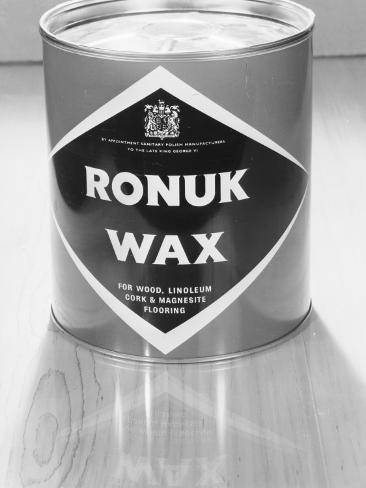 BY APPOINTMENT SANITARY POLISH MANUFACTURERS
TO THE LATE KING GEORGE VI
RONUK
WAX
FOR WOOD, LINOLEUM
CORK & MAGNESITE
FLOORING